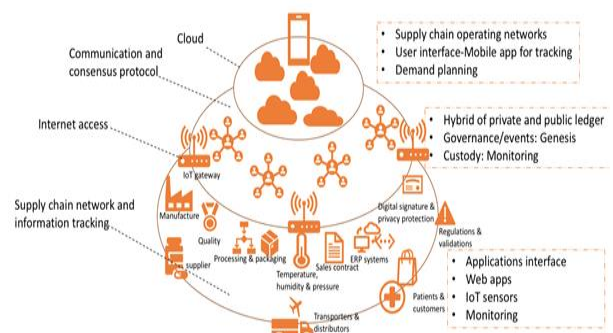 Cloud
Communication and
consensus protocol
Internet access
Supply chain network and
information tracking
• Supply chain operating networks
• User interface-Mobile app for tracking
• Demand planning
• Hybrid of private and public ledger
• Governance/events: Genesis
• Custody: Monitoring
IoT gateway
Manufacture
Quality
supplier
Processing & packaging
Temperature,
humidity & pressure
Sales contract
ERP systems
Digital signature &
privacy protection
Regulations &
validations
Patients &
customers
Transporters &
distributors
• Applications interface
• Web apps
• IoT sensors
• Monitoring